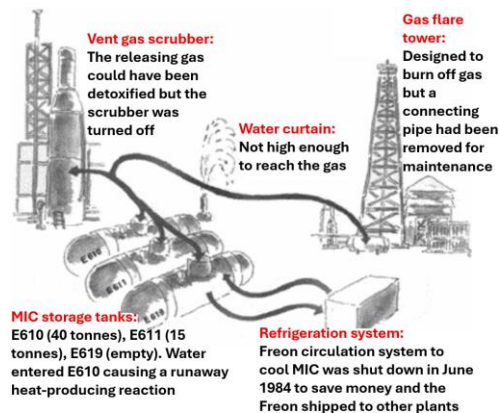 Vent gas scrubber:
The releasing gas
could have been
detoxified but the
scrubber was
turned off
Gas flare
tower:
Designed to
burn off gas
but a
connecting
pipe had been
removed for
maintenance
Water curtain:
Not high enough
to reach the gas
E610
E611
E619
MIC storage tanks:
E610 (40 tonnes), E611 (15
tonnes), E619 (empty). Water
entered E610 causing a runaway
heat-producing reaction
Refrigeration system:
Freon circulation system to
cool MIC was shut down in June
1984 to save money and the
Freon shipped to other plants